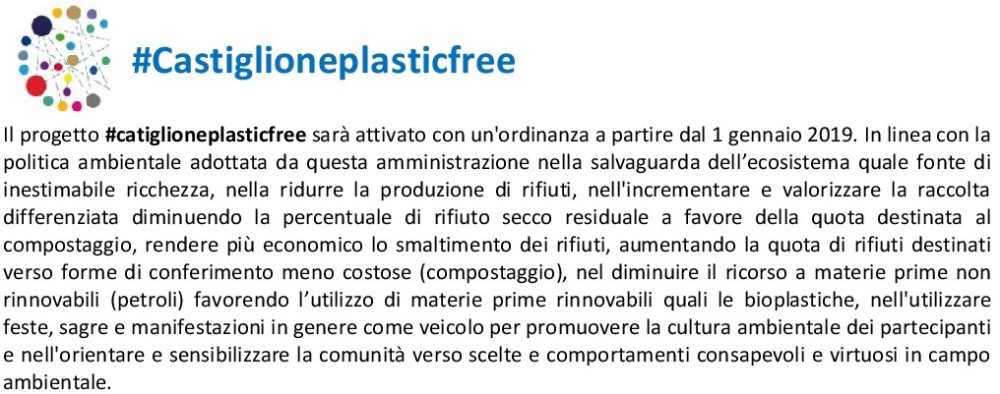 #Castiglioneplasticfree
Il progetto #catiglioneplasticfree sarà attivato con un'ordinanza a partire dal 1 gennaio 2019. In linea con la
politica ambientale adottata da questa amministrazione nella salvaguarda dell’ecosistema quale fonte di
inestimabile ricchezza, nella ridurre la produzione di rifiuti, nell'incrementare e valorizzare la raccolta
differenziata diminuendo la percentuale di rifiuto secco residuale a favore della quota destinata al
compostaggio, rendere più economico lo smaltimento dei rifiuti, aumentando la quota di rifiuti destinati
verso forme di conferimento meno costose (compostaggio), nel diminuire il ricorso a materie prime non
rinnovabili (petroli) favorendo l’utilizzo di materie prime rinnovabili quali le bioplastiche, nell'utilizzare
feste, sagre e manifestazioni in genere come veicolo per promuovere la cultura ambientale dei partecipanti
e nell'orientare e sensibilizzare la comunità verso scelte e comportamenti consapevoli e virtuosi in campo
ambientale.